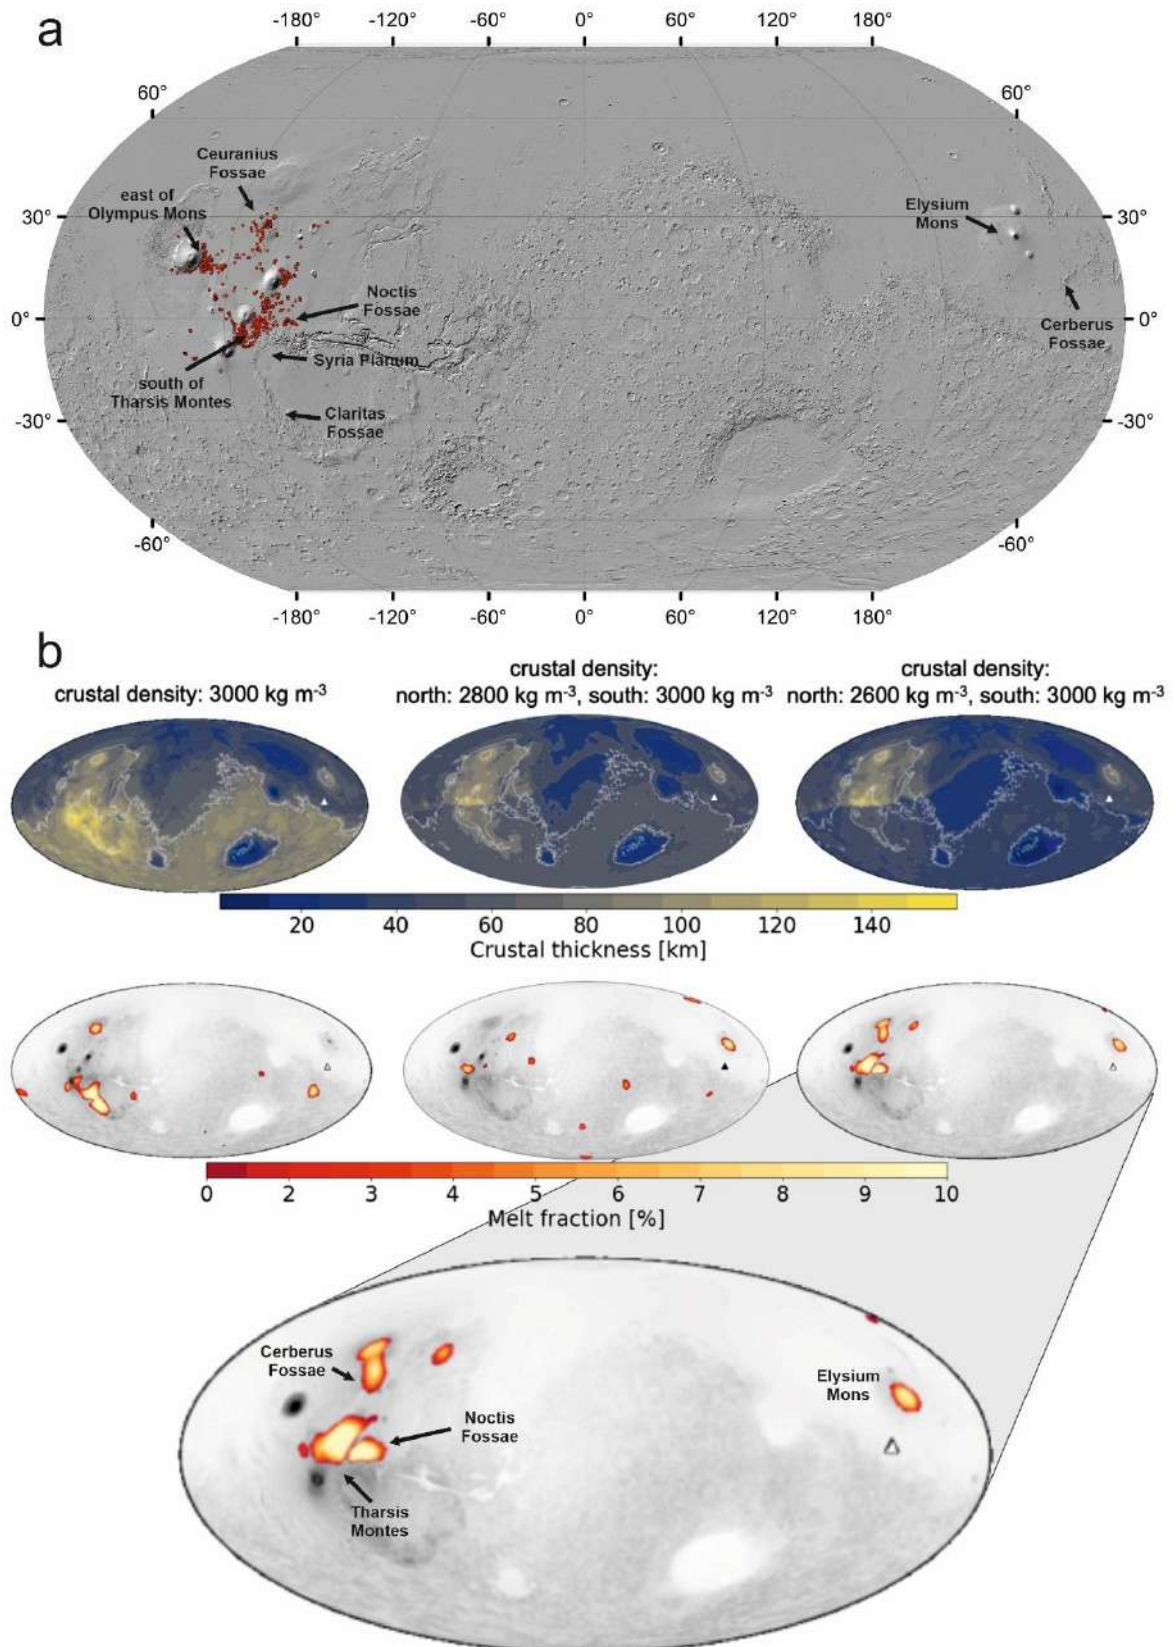 a
-180° -120° -60° 0° 60° 120° 180°
60° 60°
Ceuranius
Fossae
east of
Olympus Mons
30° 30°
Elysium
Mons
Noctis
Fossae
0° 0°
Cerberus
Fossae
Syria Planum
south of
Tharsis Montes
Claritas
Fossae
-30° -30°
-60° -60°
-180° -120° -60° 0° 60° 120° 180°
b
crustal density: 3000 kg m-3
crustal density:
north: 2800 kg m-3, south: 3000 kg m-3
crustal density:
north: 2600 kg m-3, south: 3000 kg m-3
20 40 60 80 100 120 140
Crustal thickness [km]
0 2 3 4 5 6 7 8 9 10
Melt fraction [%]
Cerberus
Fossae
Elysium
Mons
Noctis
Fossae
Tharsis
Montes